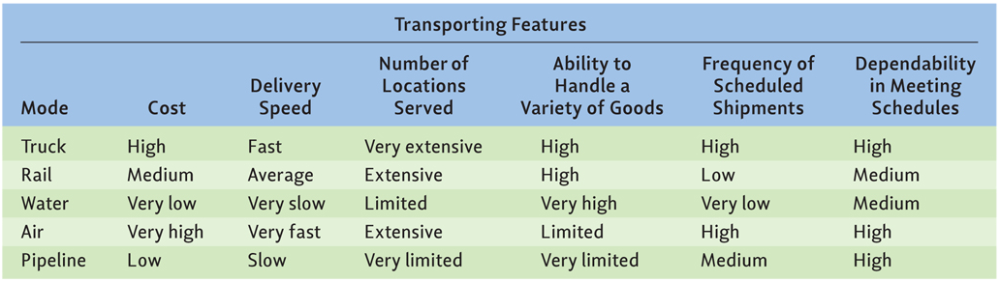 Transporting Features
Mode Cost Delivery Speed Number of Locations Served Ability to Handle a Variety of Goods Frequency of Scheduled Shipments Dependability in Meeting Schedules
Truck High Fast Very extensive High High High
Rail Medium Average Extensive High Low Medium
Water Very low Very slow Limited Very high Very low Medium
Air Very high Very fast Extensive Limited High High
Pipeline Low Slow Very limited Very limited Medium High